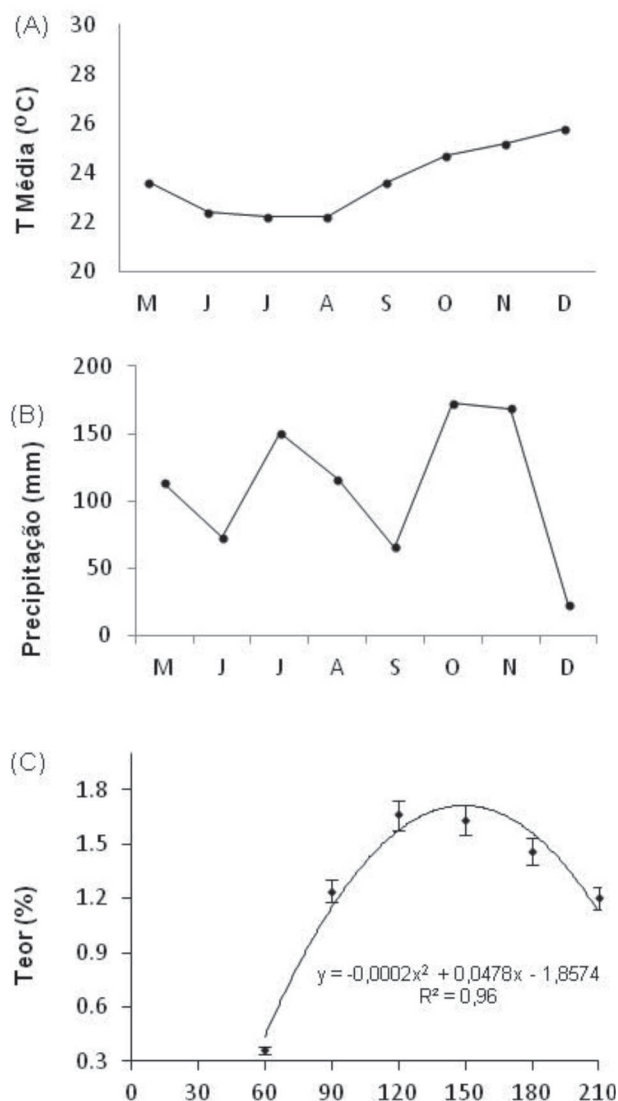 (A)
T Média (ºC)
30
28
26
24
22
20
M J J A S O N D
(B)
Precipitação (mm)
200
150
100
50
0
M J J A S O N D
(C)
Teor (%)
1.8
1.5
1.2
0.9
0.6
0.3
y = -0,0002x² + 0,0478x - 1,8574
R² = 0,96
0 30 60 90 120 150 180 210